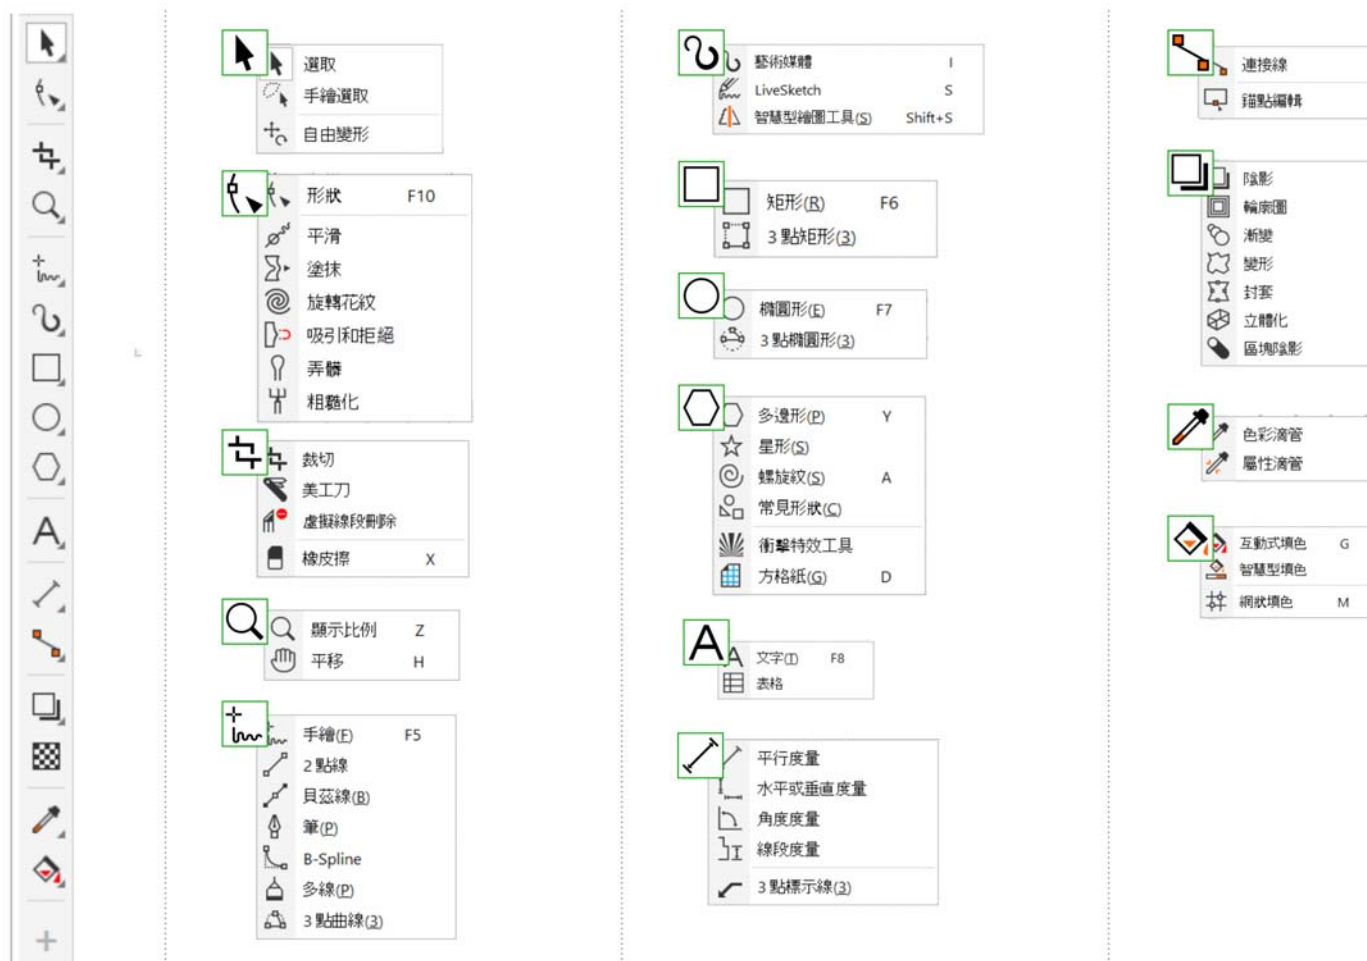 選取
手繪選取
自由變形
形狀 F10
平滑
塗抹
旋轉花紋
吸引和拒絕
弄髒
粗糙化
裁切
美工刀
虛擬線段刪除
橡皮擦 X
顯示比例 Z
平移 H
手繪(F) F5
2 點線
貝茲線(B)
筆(P)
B-Spline
多線(P)
3 點曲線(3)
藝術媒體 I
LiveSketch S
智慧型繪圖工具(S) Shift+S
矩形(R) F6
3 點矩形(3)
橢圓形(E) F7
3 點橢圓形(3)
多邊形(P) Y
星形(S)
螺旋紋(S) A
常見形狀(C)
衝擊特效工具
方格紙(G) D
文字(T) F8
表格
平行度量
水平或垂直度量
角度度量
線段度量
3 點標示線(3)
連接線
錨點編輯
陰影
輪廓圖
漸變
變形
封套
立體化
區塊陰影
色彩滴管
屬性滴管
互動式填色 G
智慧型填色
網狀填色 M